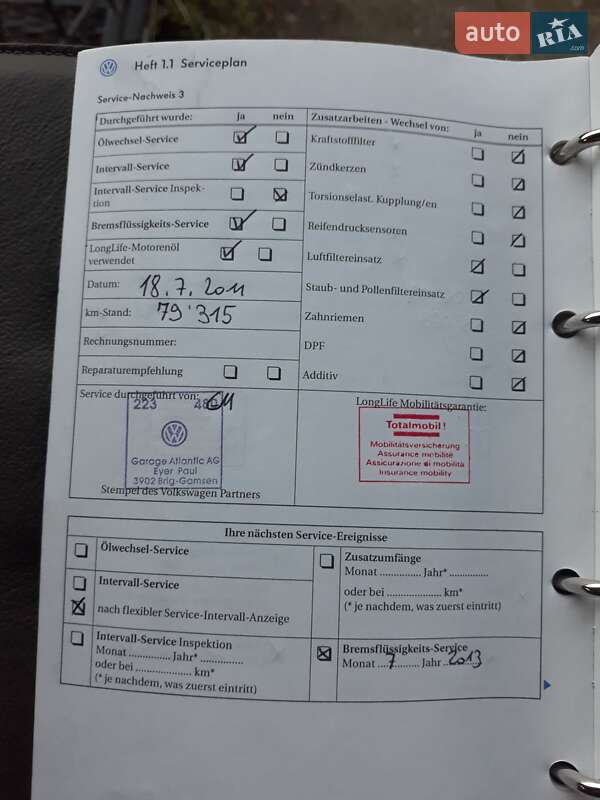 auto RIA.com
Heft 1.1 Serviceplan
Service-Nachweis 3
Durchgeführt wurde: ja nein
Ölwechsel-Service
Intervall-Service
Intervall-Service Inspek-
tion
Bremsflüssigkeits-Service
LongLife-Motorenöl
verwendet
Datum: 18.7.2011
km-Stand: 79'315
Rechnungsnummer:
Reparaturempfehlung
Service durchgeführt von:
223
Garage Atlantic AG
Eyer Paul
3902 Brig-Gamsen
Stempel des Volkswagen Partners
Zusatzarbeiten - Wechsel von: ja nein
Kraftstofffilter
Zündkerzen
Torsionselast. Kupplung/en
Reifendrucksensoren
Luftfiltereinsatz
Staub- und Pollenfiltereinsatz
Zahnriemen
DPF
Additiv
LongLife Mobilitätsgarantie:
Totalmobil!
Mobilitätsversicherung
Assurance mobilité
Assicurazione di mobilità
Insurance mobility
Ihre nächsten Service-Ereignisse
Ölwechsel-Service
Intervall-Service
nach flexibler Service-Intervall-Anzeige
Intervall-Service Inspektion
Monat ............. Jahr* .............
oder bei .................... km*
(* je nachdem, was zuerst eintritt)
Zusatzumfänge
Monat ............. Jahr* .............
oder bei .................... km*
(* je nachdem, was zuerst eintritt)
Bremsflüssigkeits-Service
Monat ...7......... Jahr ..2013